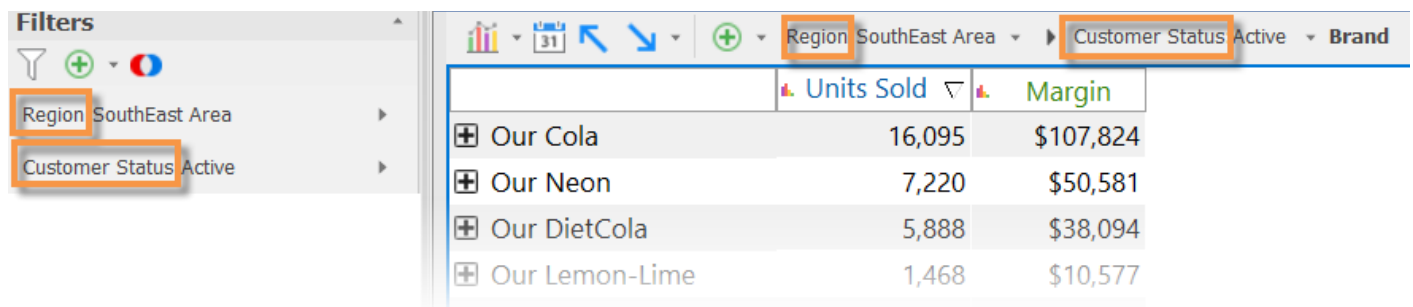 Filters
Region SouthEast Area
Customer Status Active
31 Region SouthEast Area Customer Status Active Brand
Units Sold Margin
Our Cola 16,095 $107,824
Our Neon 7,220 $50,581
Our DietCola 5,888 $38,094
Our Lemon-Lime 1,468 $10,577